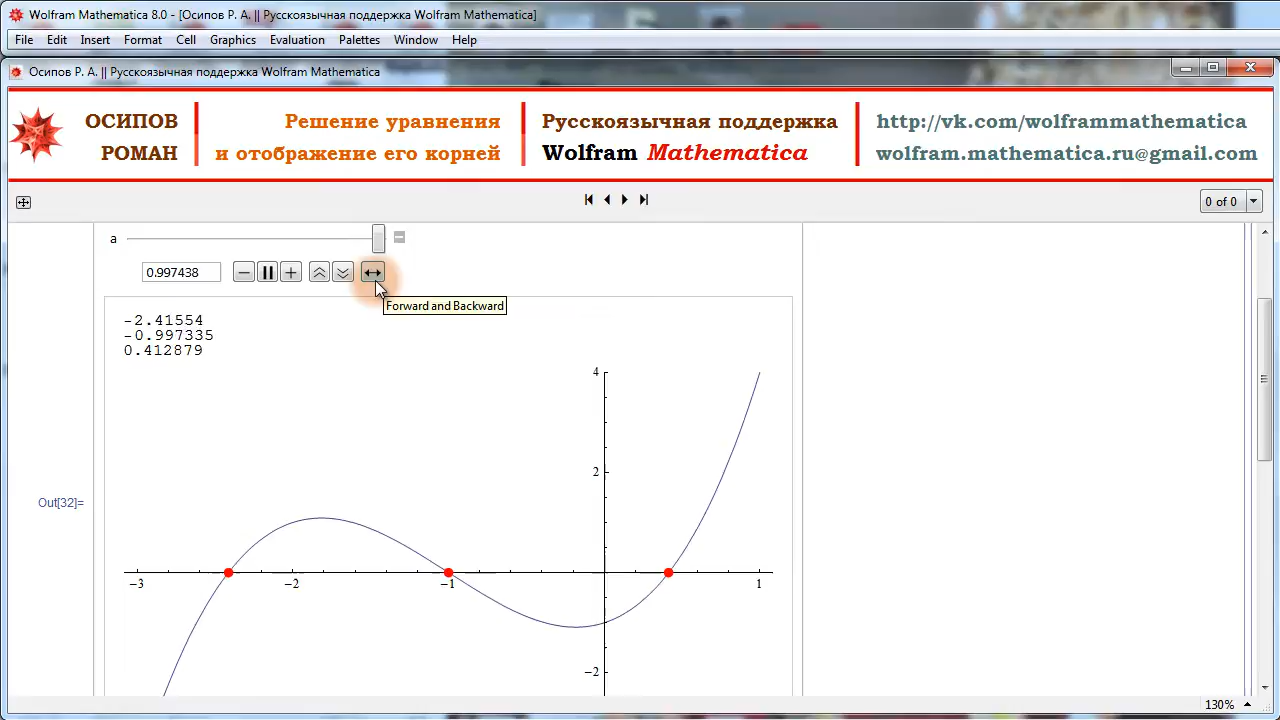 Wolfram Mathematica 8.0 - [Осипов Р. А. || Русскоязычная поддержка Wolfram Mathematica]
File Edit Insert Format Cell Graphics Evaluation Palettes Window Help
Осипов Р. А. || Русскоязычная поддержка Wolfram Mathematica
ОСИПОВ
РОМАН
Решение уравнения
и отображение его корней
Русскоязычная поддержка
Wolfram Mathematica
http://vk.com/wolframmathematica
wolfram.mathematica.ru@gmail.com
0 of 0
a
0.997438
Forward and Backward
-2.41554
-0.997335
0.412879
4
2
Out[32]=
−3 −2 −1 1
−2
130%